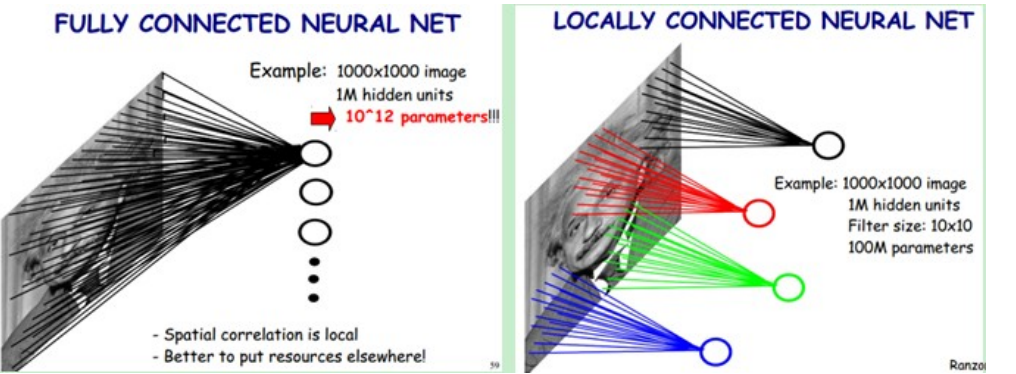 FULLY CONNECTED NEURAL NET
Example: 1000x1000 image
1M hidden units
10^12 parameters!!!
- Spatial correlation is local
- Better to put resources elsewhere!
59
LOCALLY CONNECTED NEURAL NET
Example: 1000x1000 image
1M hidden units
Filter size: 10x10
100M parameters